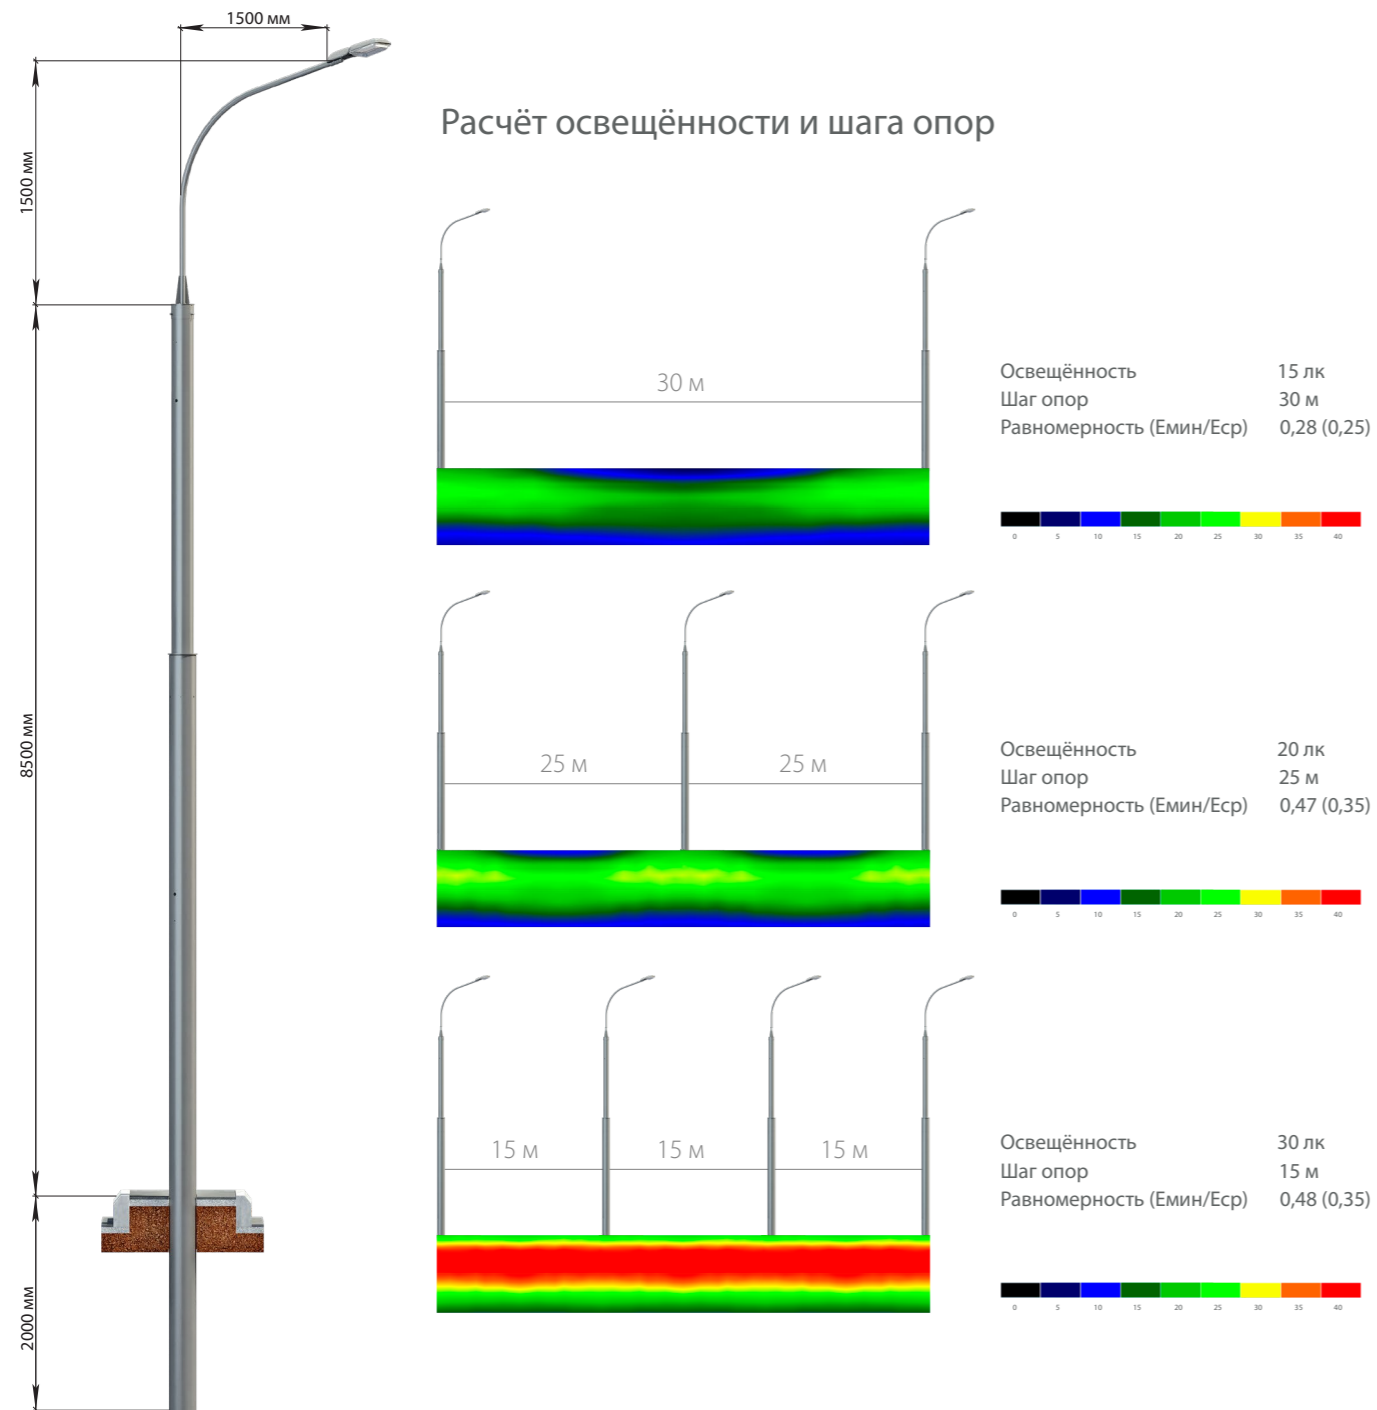 1500 мм
1500 мм
8500 мм
2000 мм
Расчёт освещённости и шага опор
30 м
Освещённость 15 лк
Шаг опор 30 м
Равномерность (Емин/Еср) 0,28 (0,25)
0 5 10 15 20 25 30 35 40
25 м 25 м
Освещённость 20 лк
Шаг опор 25 м
Равномерность (Емин/Еср) 0,47 (0,35)
0 5 10 15 20 25 30 35 40
15 м 15 м 15 м
Освещённость 30 лк
Шаг опор 15 м
Равномерность (Емин/Еср) 0,48 (0,35)
0 5 10 15 20 25 30 35 40